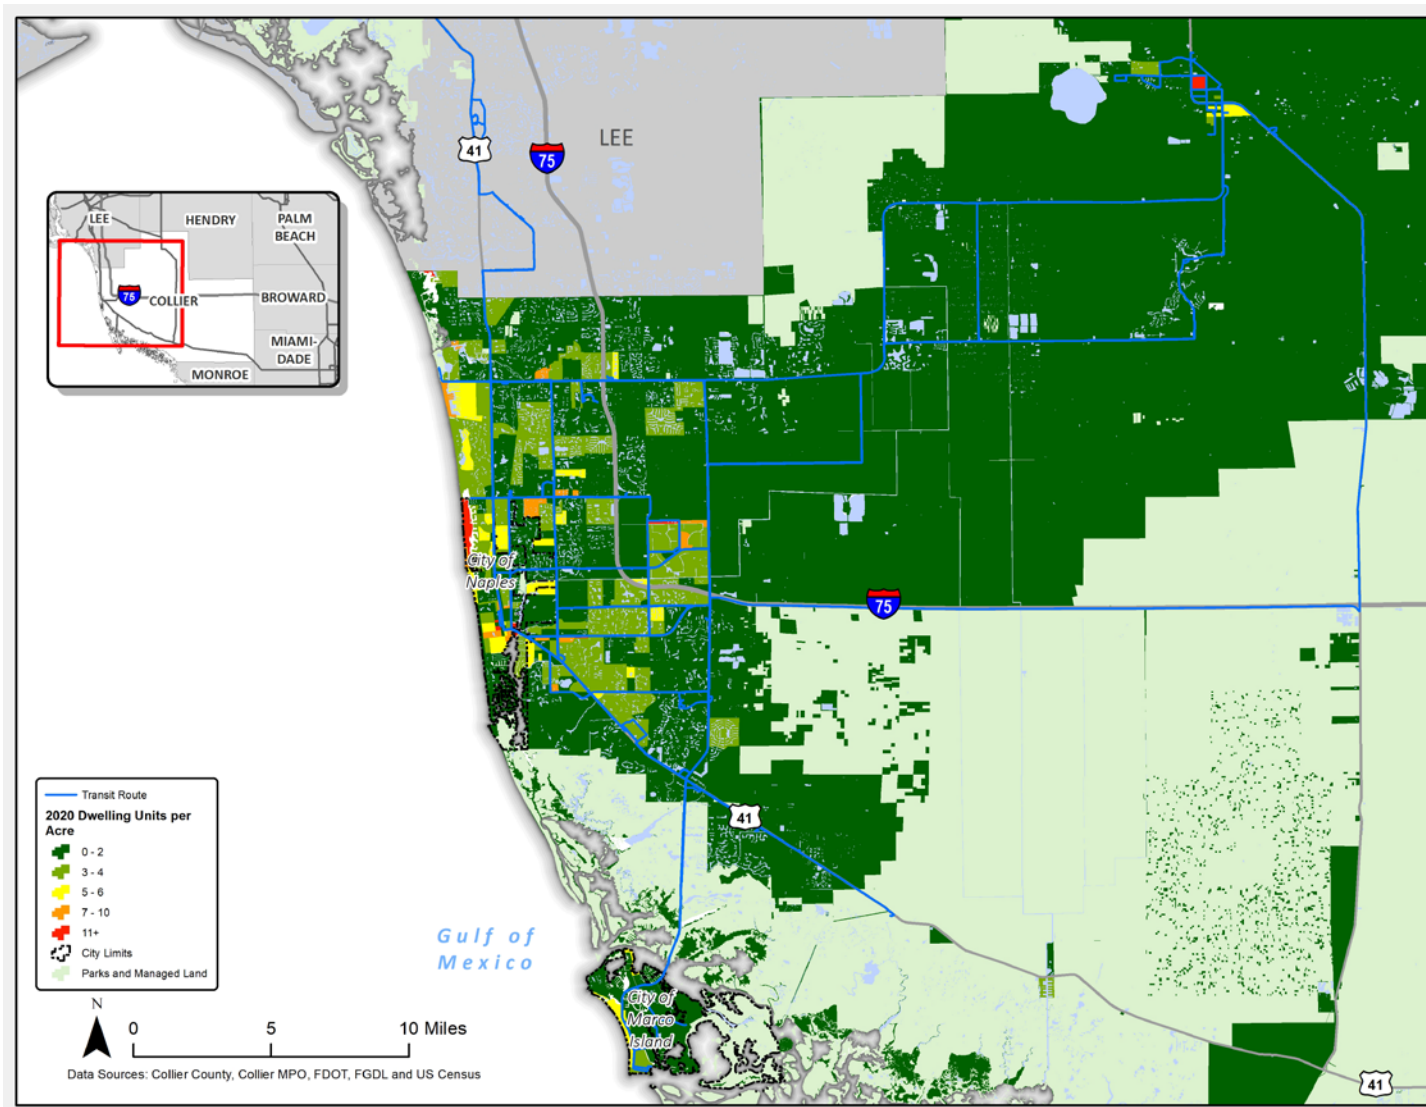 41
75
LEE
LEE
HENDRY
PALM
BEACH
75
COLLIER
BROWARD
MIAMI-
DADE
MONROE
City of
Naples
75
41
Transit Route
2020 Dwelling Units per
Acre
0 - 2
3 - 4
5 - 6
7 - 10
11+
City Limits
Parks and Managed Land
Gulf of
Mexico
City of
Marco
Island
N
0
5
10 Miles
Data Sources: Collier County, Collier MPO, FDOT, FGDL and US Census
41